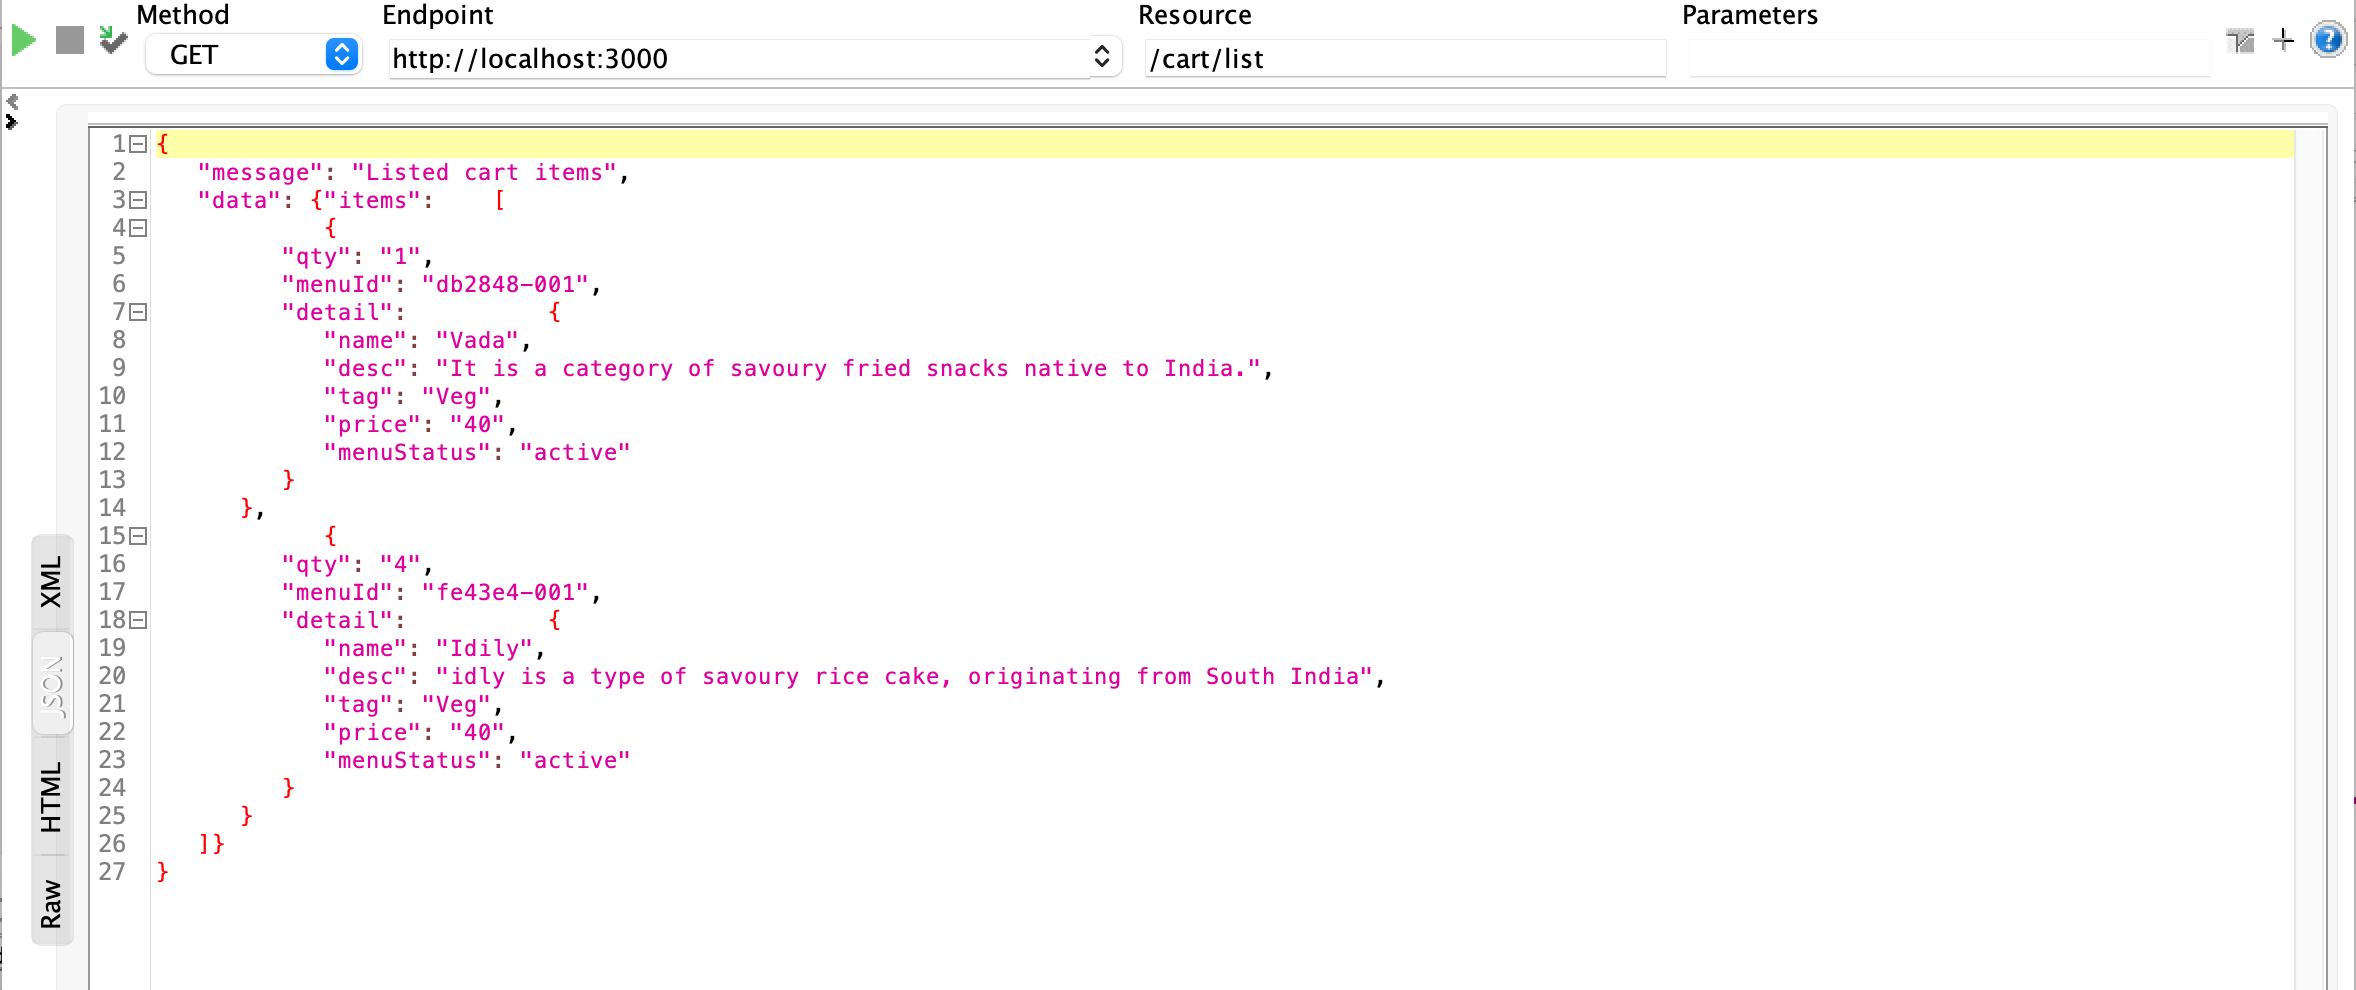 Method Endpoint Resource Parameters
GET http://localhost:3000 /cart/list
1 {
2 "message": "Listed cart items",
3 "data": {"items": [
4 {
5 "qty": "1",
6 "menuId": "db2848-001",
7 "detail": {
8 "name": "Vada",
9 "desc": "It is a category of savoury fried snacks native to India.",
10 "tag": "Veg",
11 "price": "40",
12 "menuStatus": "active"
13 }
14 },
15 {
16 "qty": "4",
17 "menuId": "fe43e4-001",
18 "detail": {
19 "name": "Idily",
20 "desc": "idly is a type of savoury rice cake, originating from South India",
21 "tag": "Veg",
22 "price": "40",
23 "menuStatus": "active"
24 }
25 }
26 ]}
27 }
XML
JSON
HTML
Raw